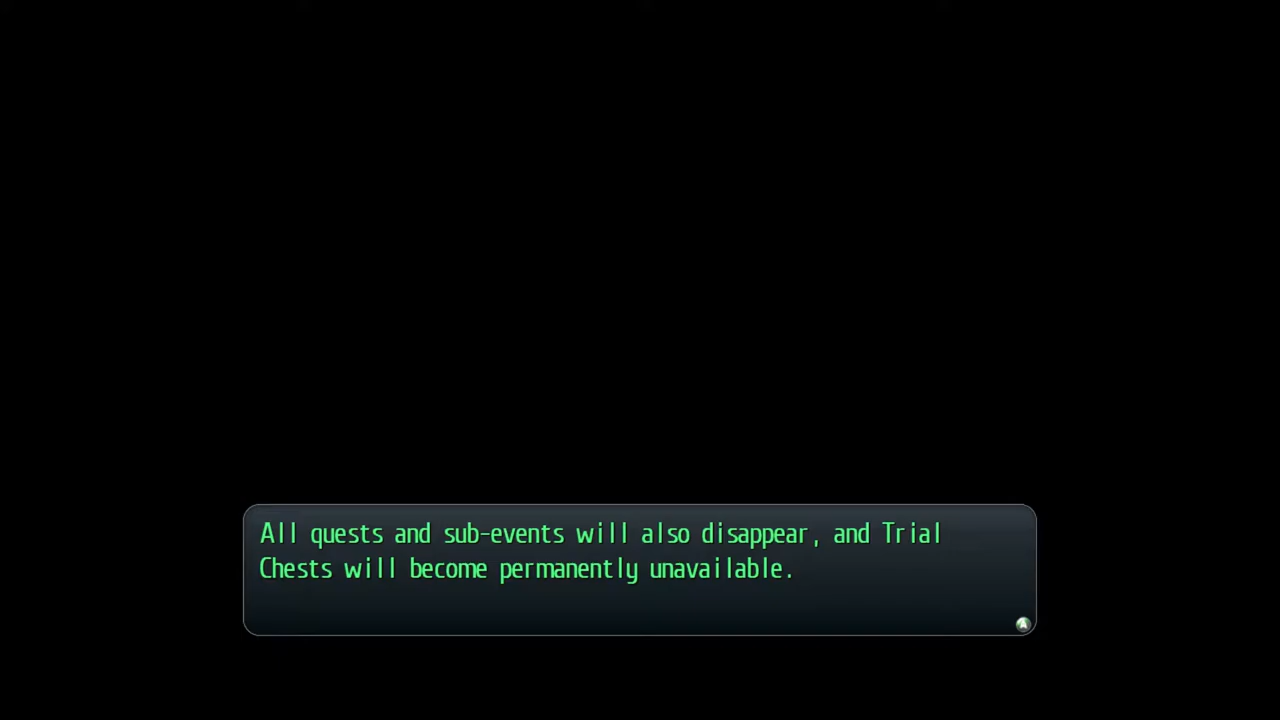 All quests and sub-events will also disappear, and Trial
Chests will become permanently unavailable.
A